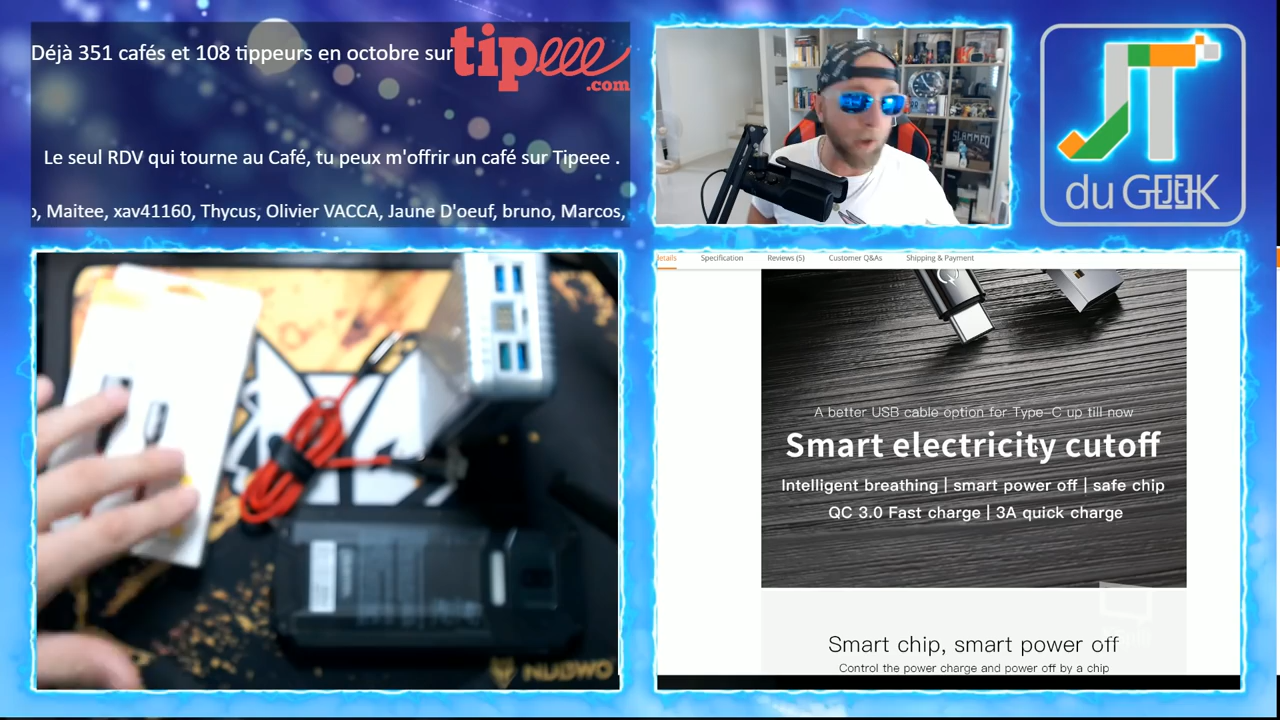 Déjà 351 cafés et 108 tippeurs en octobre sur
tipeee
.com
Le seul RDV qui tourne au Café, tu peux m'offrir un café sur Tipeee .
, Maitee, xav41160, Thycus, Olivier VACCA, Jaune D'oeuf, bruno, Marcos,
SLAMMED
JT
du GEEK
etails
Specification
Reviews (5)
Customer Q&As
Shipping & Payment
A better USB cable option for Type-C up till now
Smart electricity cutoff
Intelligent breathing | smart power off | safe chip
QC 3.0 Fast charge | 3A quick charge
Smart chip, smart power off
Control the power charge and power off by a chip
NUBWO